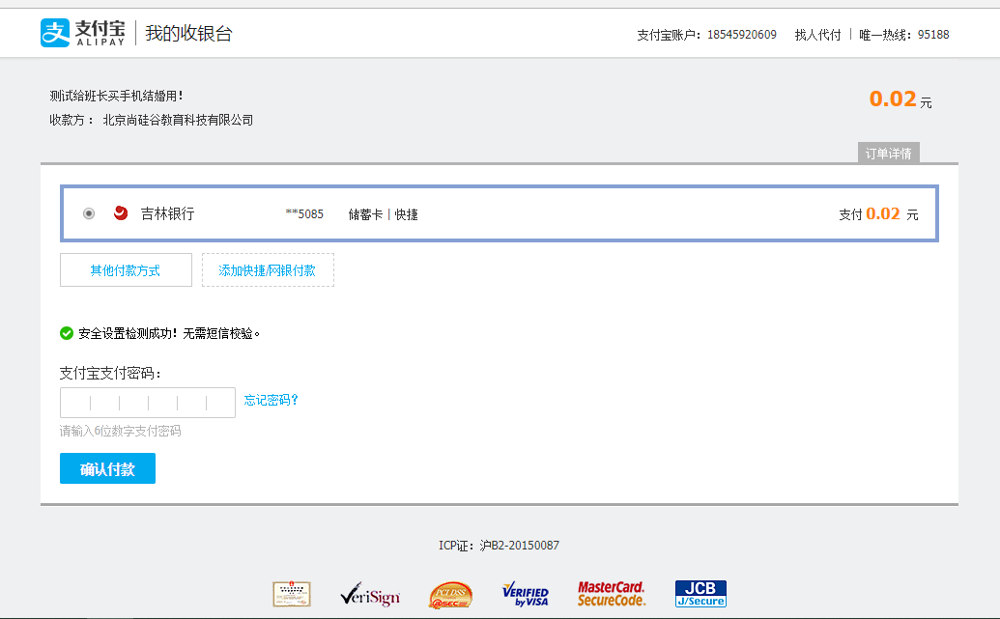 支付宝
ALIPAY
我的收银台
支付宝账户：18545920609 找人代付 唯一热线：95188
测试给班长买手机结婚用！
0.02 元
收款方： 北京尚硅谷教育科技有限公司
订单详情
吉林银行 **5085 储蓄卡 | 快捷 支付 0.02 元
其他付款方式 添加快捷/网银付款
安全设置检测成功！无需短信校验。
支付宝支付密码：
忘记密码？
请输入6位数字支付密码
确认付款
ICP证：沪B2-20150087
VeriSign
PCI DSS
VERIFIED
by VISA
MasterCard.
SecureCode.
JCB
J/Secure